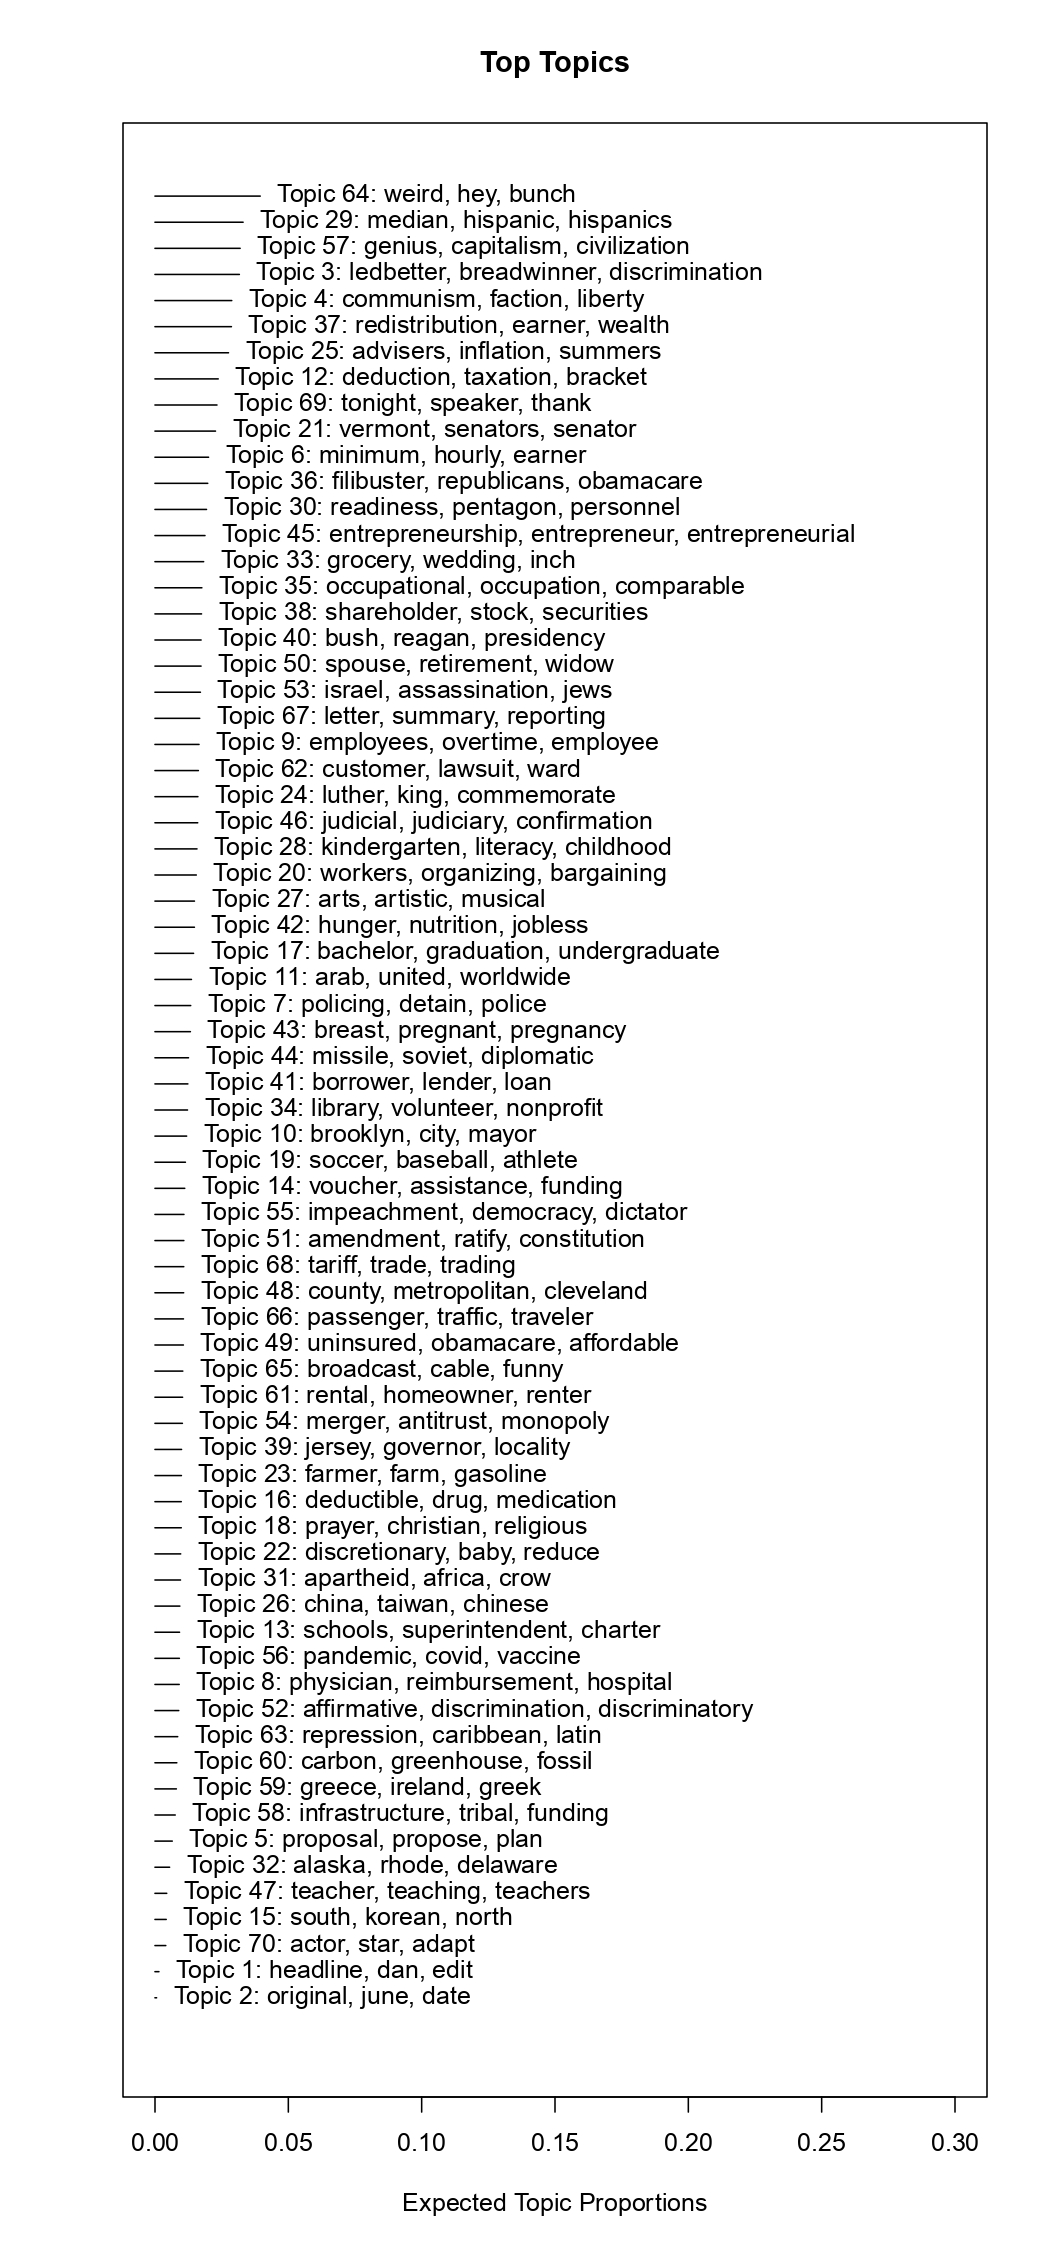 Top Topics
Topic 64: weird, hey, bunch
Topic 29: median, hispanic, hispanics
Topic 57: genius, capitalism, civilization
Topic 3: ledbetter, breadwinner, discrimination
Topic 4: communism, faction, liberty
Topic 37: redistribution, earner, wealth
Topic 25: advisers, inflation, summers
Topic 12: deduction, taxation, bracket
Topic 69: tonight, speaker, thank
Topic 21: vermont, senators, senator
Topic 6: minimum, hourly, earner
Topic 36: filibuster, republicans, obamacare
Topic 30: readiness, pentagon, personnel
Topic 45: entrepreneurship, entrepreneur, entrepreneurial
Topic 33: grocery, wedding, inch
Topic 35: occupational, occupation, comparable
Topic 38: shareholder, stock, securities
Topic 40: bush, reagan, presidency
Topic 50: spouse, retirement, widow
Topic 53: israel, assassination, jews
Topic 67: letter, summary, reporting
Topic 9: employees, overtime, employee
Topic 62: customer, lawsuit, ward
Topic 24: luther, king, commemorate
Topic 46: judicial, judiciary, confirmation
Topic 28: kindergarten, literacy, childhood
Topic 20: workers, organizing, bargaining
Topic 27: arts, artistic, musical
Topic 42: hunger, nutrition, jobless
Topic 17: bachelor, graduation, undergraduate
Topic 11: arab, united, worldwide
Topic 7: policing, detain, police
Topic 43: breast, pregnant, pregnancy
Topic 44: missile, soviet, diplomatic
Topic 41: borrower, lender, loan
Topic 34: library, volunteer, nonprofit
Topic 10: brooklyn, city, mayor
Topic 19: soccer, baseball, athlete
Topic 14: voucher, assistance, funding
Topic 55: impeachment, democracy, dictator
Topic 51: amendment, ratify, constitution
Topic 68: tariff, trade, trading
Topic 48: county, metropolitan, cleveland
Topic 66: passenger, traffic, traveler
Topic 49: uninsured, obamacare, affordable
Topic 65: broadcast, cable, funny
Topic 61: rental, homeowner, renter
Topic 54: merger, antitrust, monopoly
Topic 39: jersey, governor, locality
Topic 23: farmer, farm, gasoline
Topic 16: deductible, drug, medication
Topic 18: prayer, christian, religious
Topic 22: discretionary, baby, reduce
Topic 31: apartheid, africa, crow
Topic 26: china, taiwan, chinese
Topic 13: schools, superintendent, charter
Topic 56: pandemic, covid, vaccine
Topic 8: physician, reimbursement, hospital
Topic 52: affirmative, discrimination, discriminatory
Topic 63: repression, caribbean, latin
Topic 60: carbon, greenhouse, fossil
Topic 59: greece, ireland, greek
Topic 58: infrastructure, tribal, funding
Topic 5: proposal, propose, plan
Topic 32: alaska, rhode, delaware
Topic 47: teacher, teaching, teachers
Topic 15: south, korean, north
Topic 70: actor, star, adapt
Topic 1: headline, dan, edit
Topic 2: original, june, date
0.00 0.05 0.10 0.15 0.20 0.25 0.30
Expected Topic Proportions